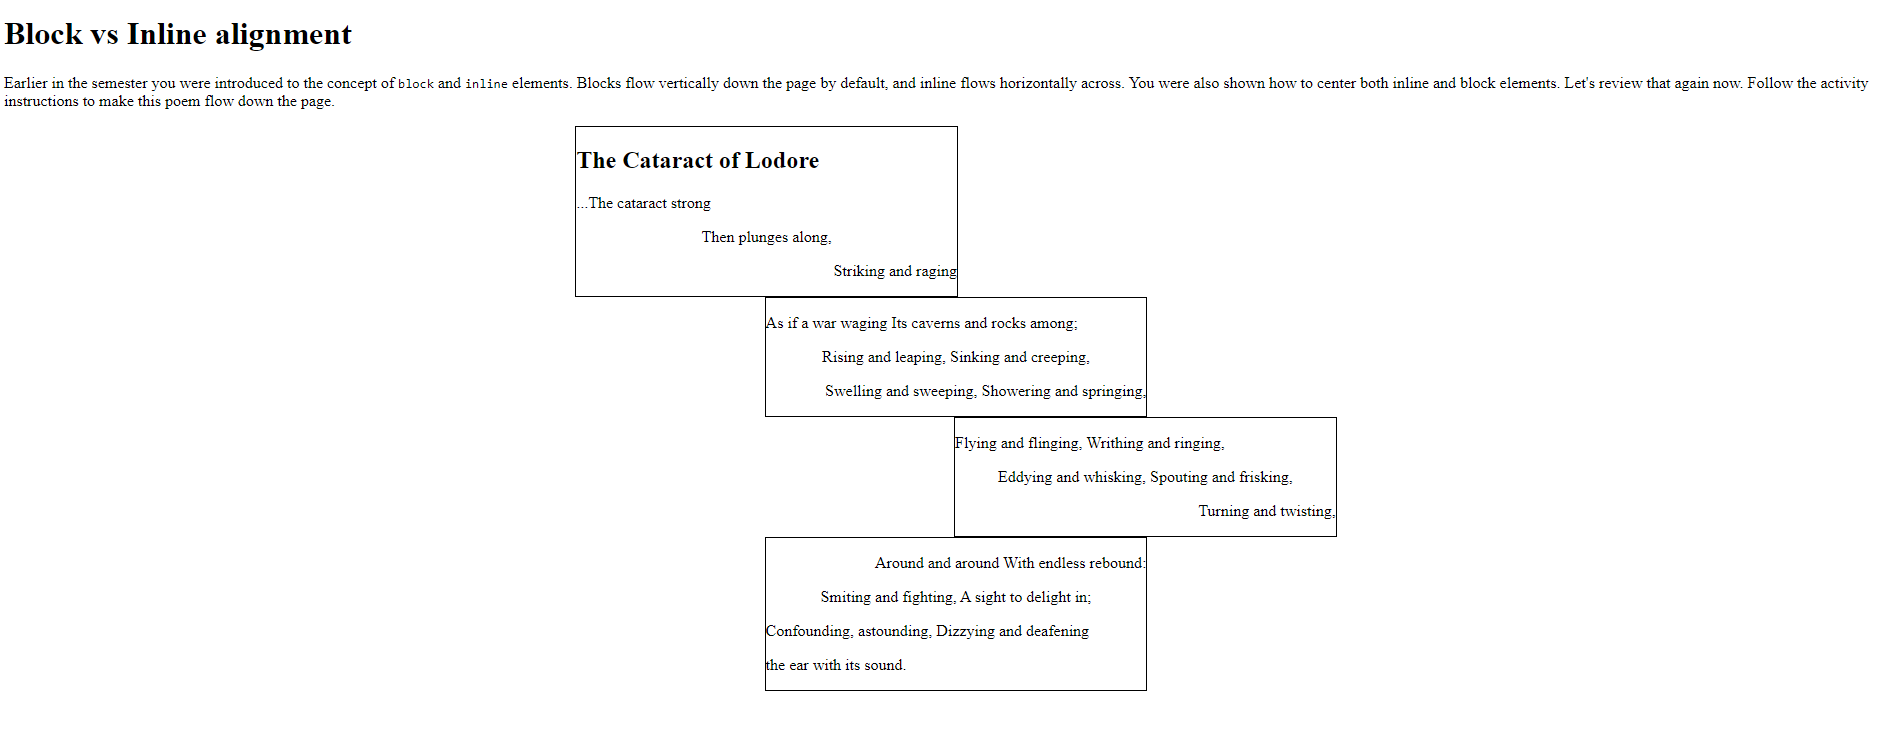 Block vs Inline alignment
Earlier in the semester you were introduced to the concept of block and inline elements. Blocks flow vertically down the page by default, and inline flows horizontally across. You were also shown how to center both inline and block elements. Let's review that again now. Follow the activity
instructions to make this poem flow down the page.
The Cataract of Lodore
...The cataract strong
Then plunges along,
Striking and raging
As if a war waging Its caverns and rocks among;
Rising and leaping, Sinking and creeping,
Swelling and sweeping, Showering and springing,
Flying and flinging, Writhing and ringing,
Eddying and whisking, Spouting and frisking,
Turning and twisting,
Around and around With endless rebound:
Smiting and fighting, A sight to delight in;
Confounding, astounding, Dizzying and deafening
the ear with its sound.